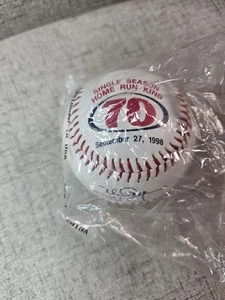 SINGLE SEASON
HOME RUN KING
70
September 27, 1998